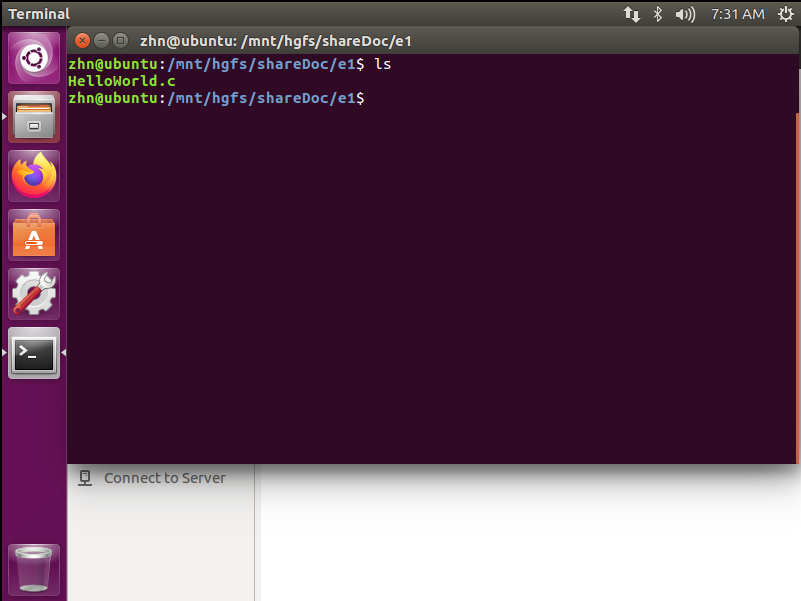 Terminal
7:31 AM
zhn@ubuntu: /mnt/hgfs/shareDoc/e1
zhn@ubuntu:/mnt/hgfs/shareDoc/e1$ ls
HelloWorld.c
zhn@ubuntu:/mnt/hgfs/shareDoc/e1$
Connect to Server